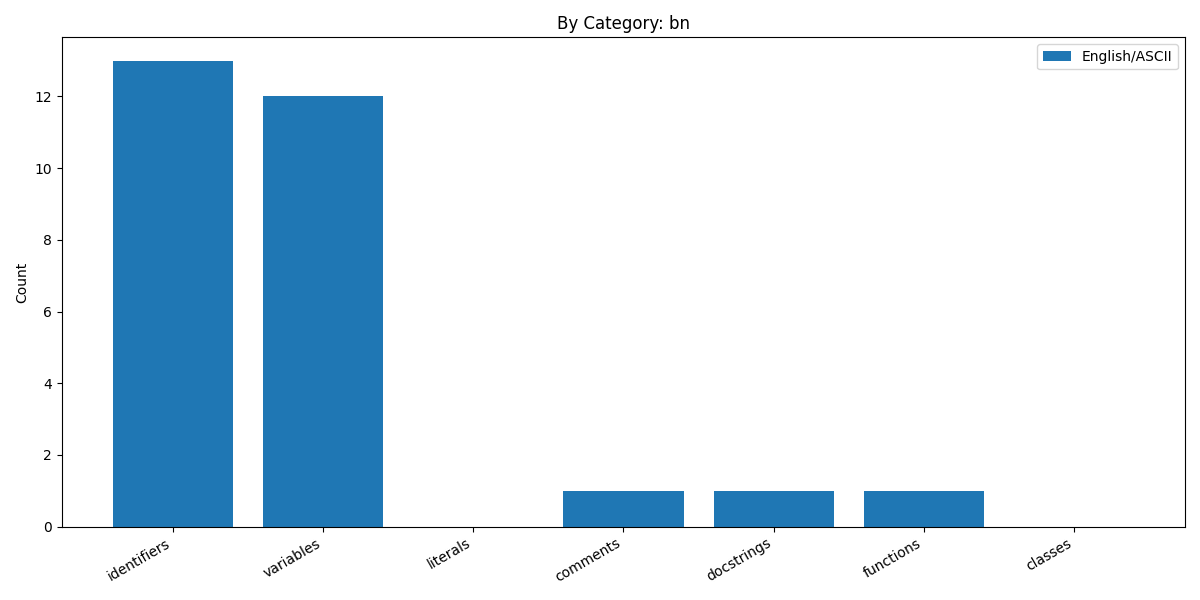 By Category: bn
English/ASCII
Count
12
10
8
6
4
2
0
identifiers
variables
literals
comments
docstrings
functions
classes